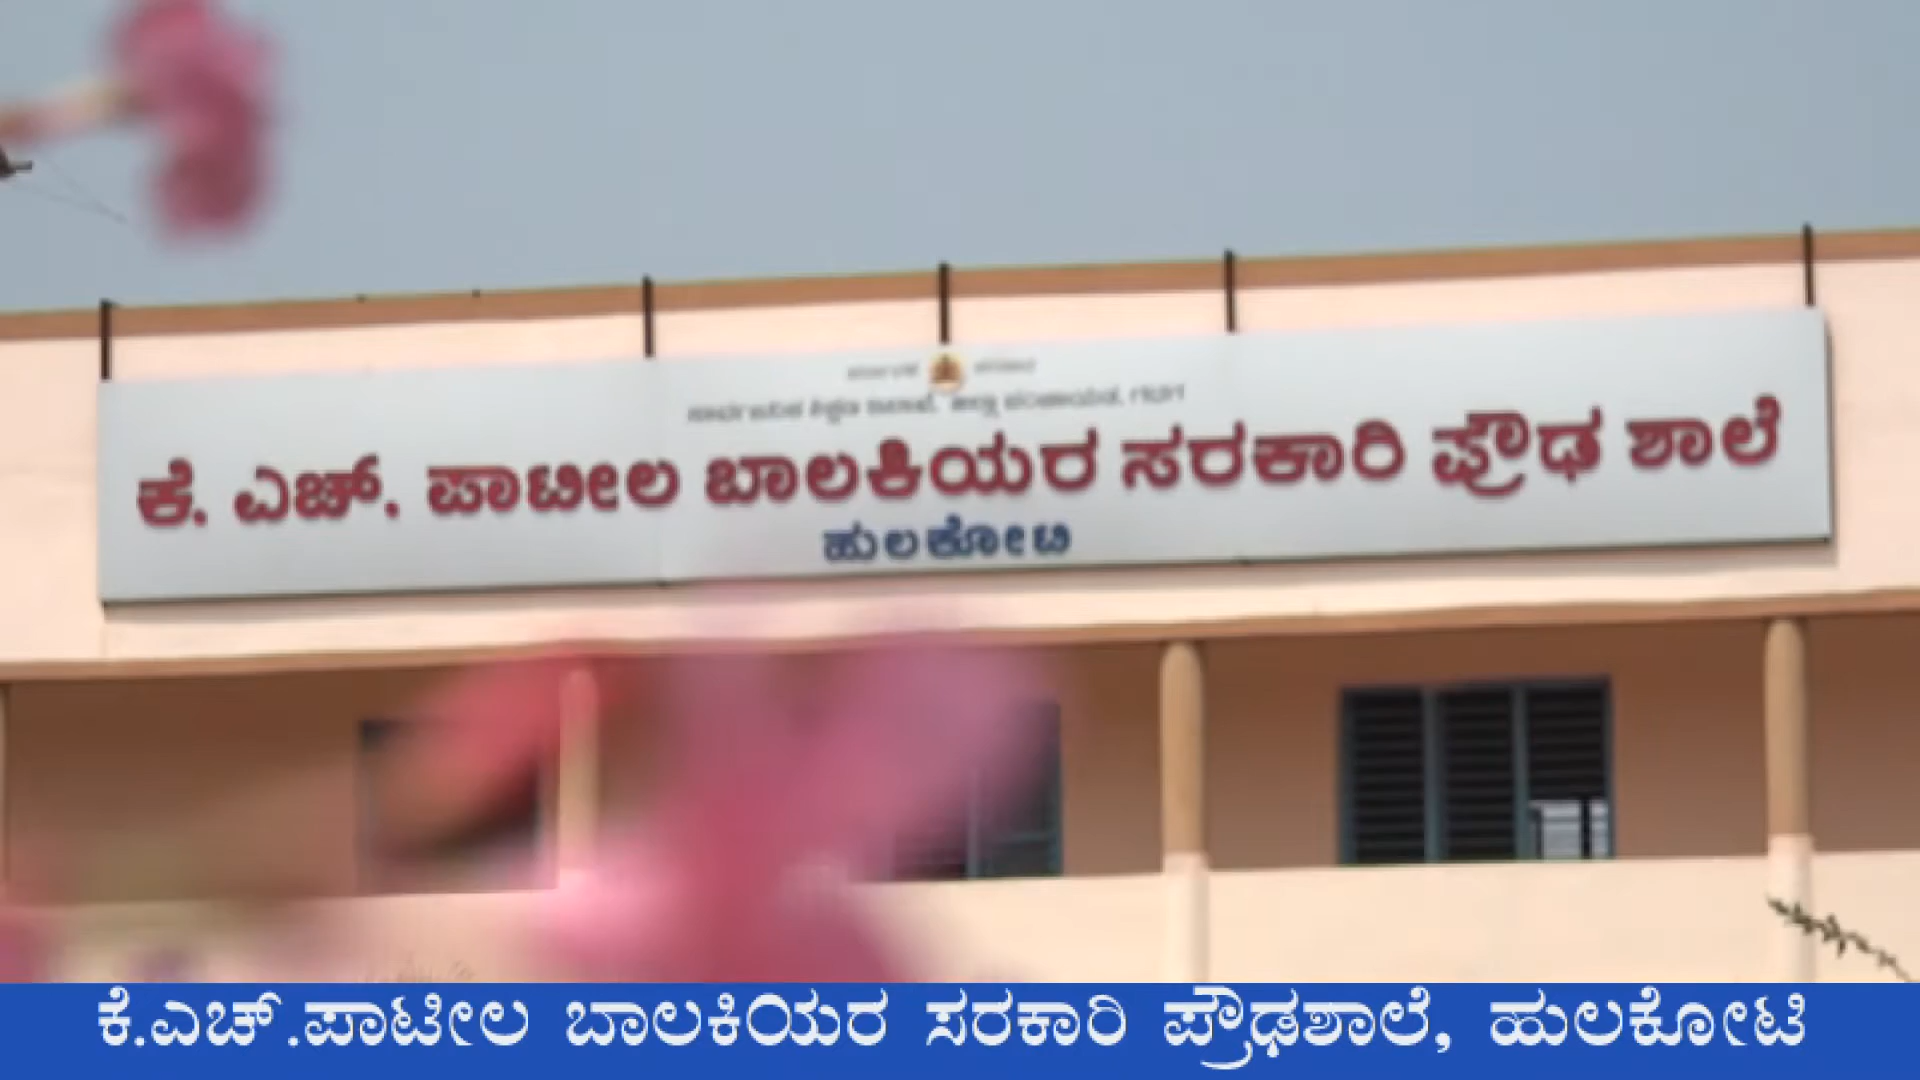 ಕೆ. ಎಚ್. ಪಾಟೀಲ ಬಾಲಕಿಯರ ಸರಕಾರಿ ಪ್ರೌಢ ಶಾಲೆ
ಹುಲಕೋಟಿ
ಕೆ.ಎಚ್.ಪಾಟೀಲ ಬಾಲಕಿಯರ ಸರಕಾರಿ ಪ್ರೌಢಶಾಲೆ, ಹುಲಕೋಟಿ